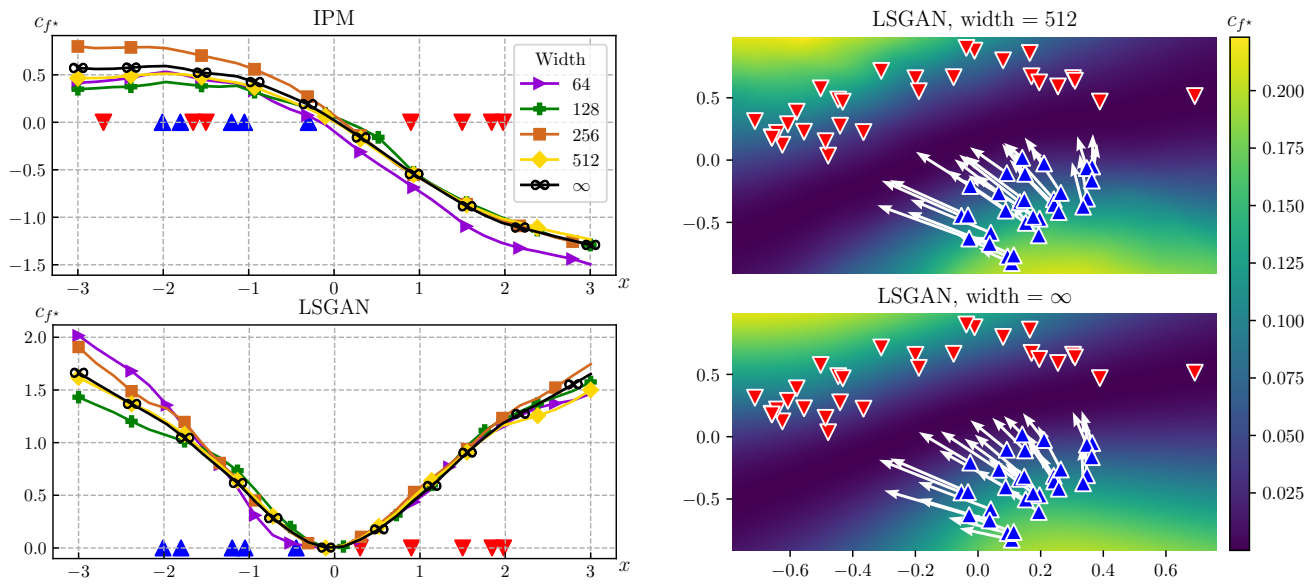 IPM
c_{f⋆}
0.5
0.0
−0.5
−1.0
−1.5
Width
64
128
256
512
∞
−3 −2 −1 0 1 2 3 x
LSGAN
c_{f⋆}
2.0
1.5
1.0
0.5
0.0
−3 −2 −1 0 1 2 3 x
LSGAN, width = 512
0.5
0.0
−0.5
LSGAN, width = ∞
0.5
0.0
−0.5
−0.6 −0.4 −0.2 0.0 0.2 0.4 0.6
c_{f⋆}
0.200
0.175
0.150
0.125
0.100
0.075
0.050
0.025